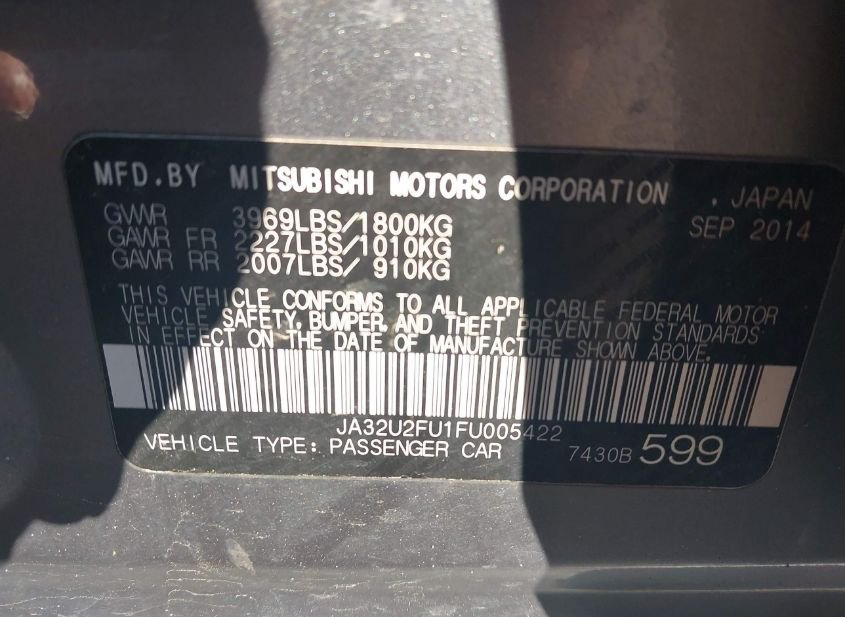 MFD.BY MITSUBISHI MOTORS CORPORATION . JAPAN
GVWR 3969LBS/1800KG SEP 2014
GAWR FR 2227LBS/1010KG
GAWR RR 2007LBS/ 910KG
THIS VEHICLE CONFORMS TO ALL APPLICABLE FEDERAL MOTOR
VEHICLE SAFETY, BUMPER, AND THEFT PREVENTION STANDARDS
IN EFFECT ON THE DATE OF MANUFACTURE SHOWN ABOVE.
JA32U2FU1FU005422
VEHICLE TYPE: PASSENGER CAR 7430B 599